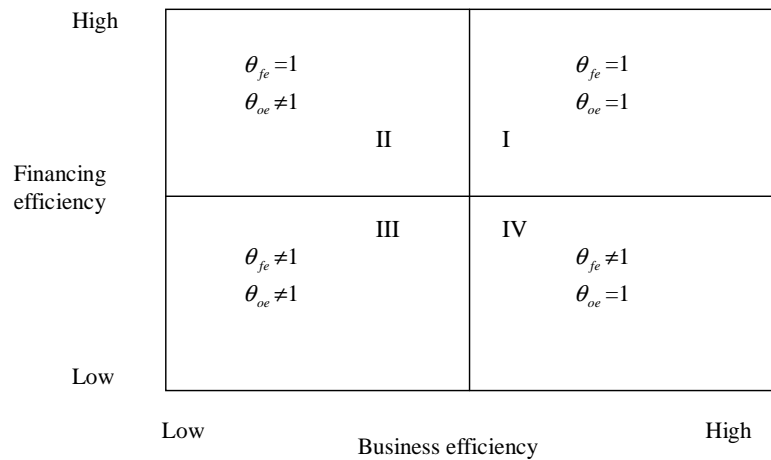 High
θfe =1
θfe =1
θoe ≠1
θoe =1
II
I
Financing
efficiency
III
IV
θfe ≠1
θfe ≠1
θoe ≠1
θoe =1
Low
Low
High
Business efficiency